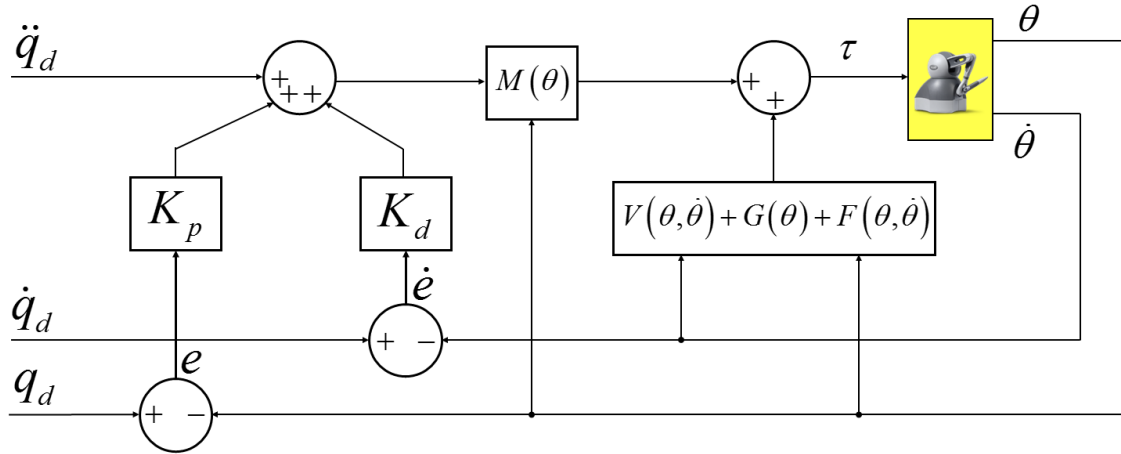 q̈_d
+
+ +
M(θ)
+
+
τ
θ
θ̇
K_p
K_d
V(θ,θ̇)+G(θ)+F(θ,θ̇)
ė
q̇_d
+ −
e
q_d
+ −